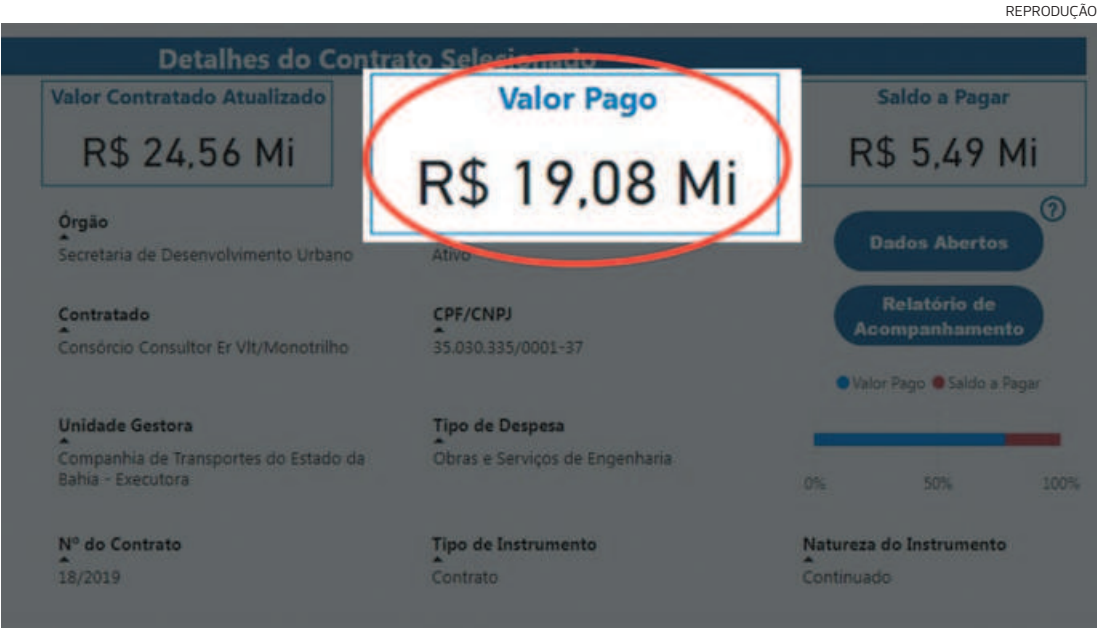 REPRODUÇÃO
Detalhes do Contrato Selecionado
Valor Contratado Atualizado
R$ 24,56 Mi
Valor Pago
R$ 19,08 Mi
Saldo a Pagar
R$ 5,49 Mi
Órgão
Secretaria de Desenvolvimento Urbano
Ativo
Dados Abertos
?
Contratado
Consórcio Consultor Er Vlt/Monotrilho
CPF/CNPJ
35.030.335/0001-37
Relatório de
Acompanhamento
Valor Pago Saldo a Pagar
Unidade Gestora
Companhia de Transportes do Estado da
Bahia - Executora
Tipo de Despesa
Obras e Serviços de Engenharia
0% 50% 100%
Nº do Contrato
18/2019
Tipo de Instrumento
Contrato
Natureza do Instrumento
Continuado